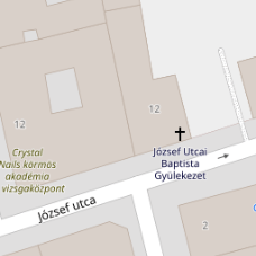 12
12
Crystal
Nails körmös
akadémia
vizsgaközpont
József Utcai
Baptista
Gyülekezet
József utca
2